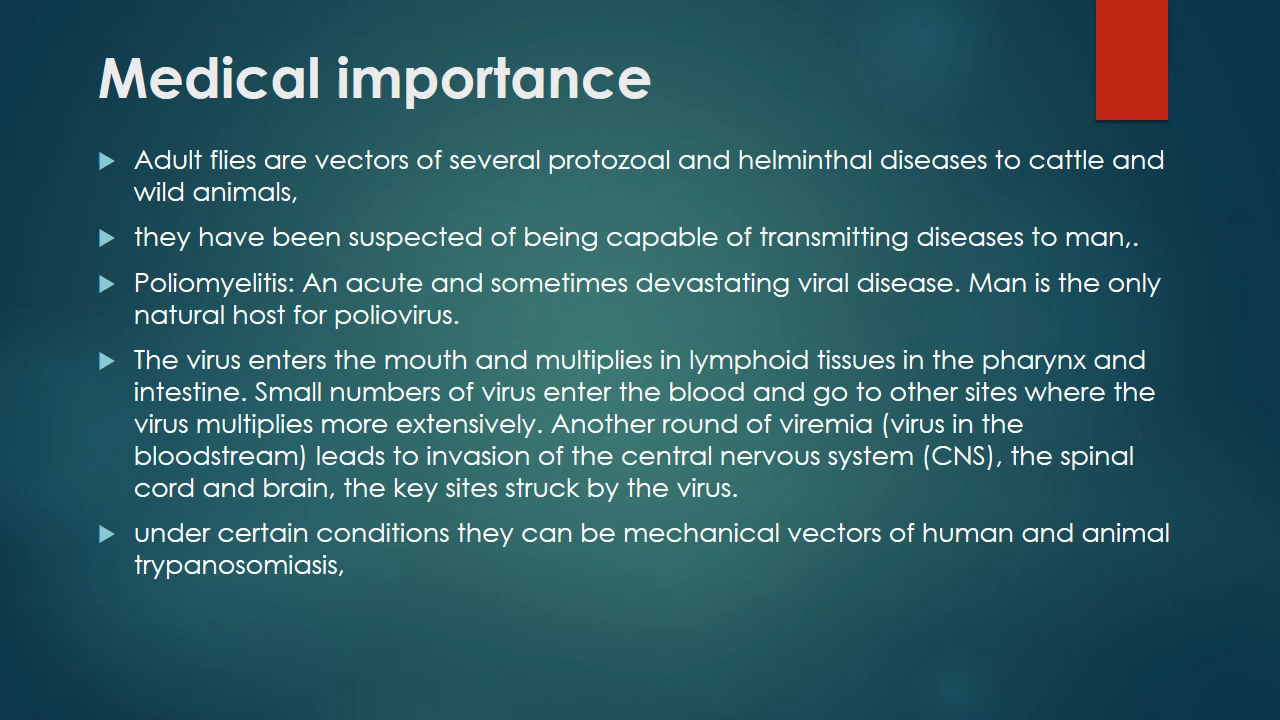 Medical importance
Adult flies are vectors of several protozoal and helminthal diseases to cattle and
wild animals,
they have been suspected of being capable of transmitting diseases to man,.
Poliomyelitis: An acute and sometimes devastating viral disease. Man is the only
natural host for poliovirus.
The virus enters the mouth and multiplies in lymphoid tissues in the pharynx and
intestine. Small numbers of virus enter the blood and go to other sites where the
virus multiplies more extensively. Another round of viremia (virus in the
bloodstream) leads to invasion of the central nervous system (CNS), the spinal
cord and brain, the key sites struck by the virus.
under certain conditions they can be mechanical vectors of human and animal
trypanosomiasis,